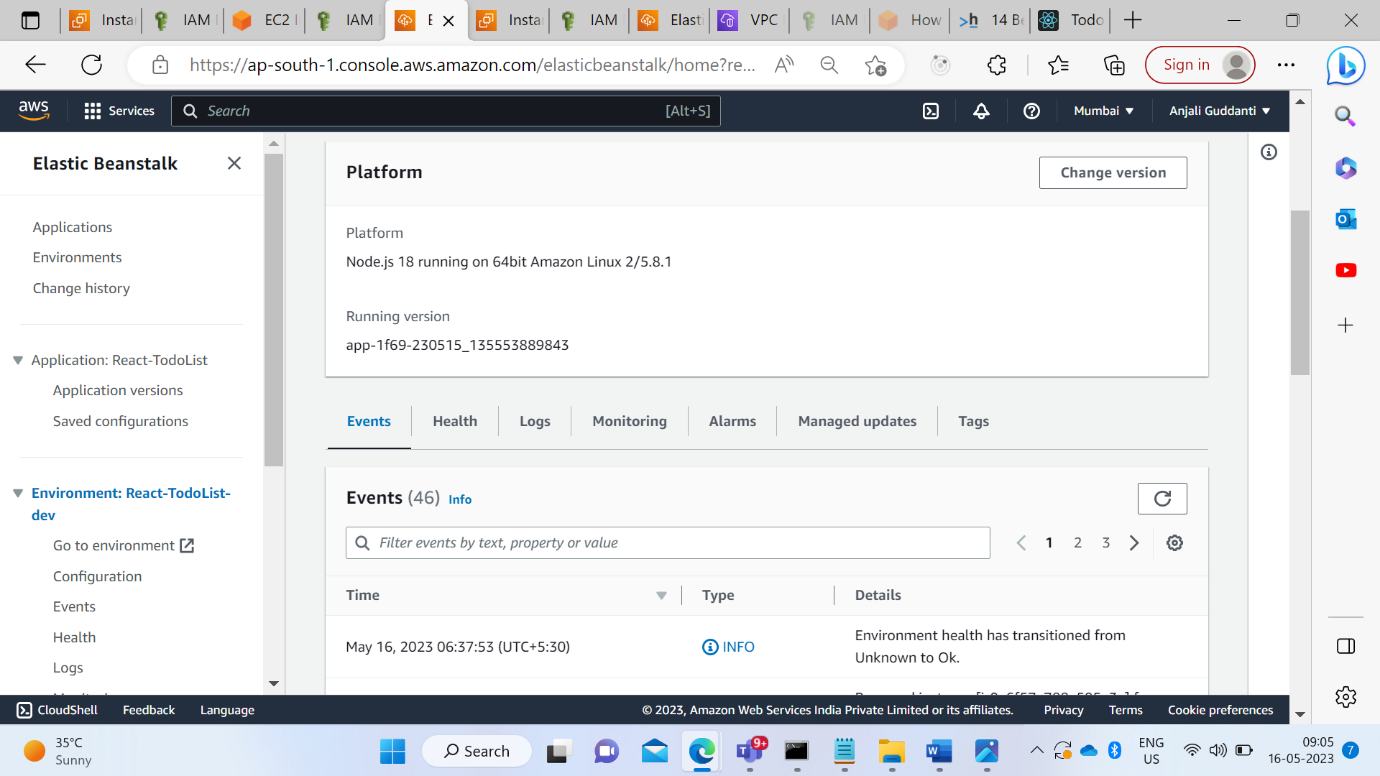 Insta
IAM
EC2
IAM
E
Insta
IAM
Elasti
VPC
IAM
How
14 Be
Todo
https://ap-south-1.console.aws.amazon.com/elasticbeanstalk/home?re...
Sign in
aws
Services
Search
[Alt+S]
Mumbai
Anjali Guddanti
Elastic Beanstalk
Applications
Environments
Change history
Application: React-TodoList
Application versions
Saved configurations
Environment: React-TodoList-
dev
Go to environment
Configuration
Events
Health
Logs
Platform
Change version
Platform
Node.js 18 running on 64bit Amazon Linux 2/5.8.1
Running version
app-1f69-230515_135553889843
Events
Health
Logs
Monitoring
Alarms
Managed updates
Tags
Events (46) Info
Filter events by text, property or value
1 2 3
Time
Type
Details
May 16, 2023 06:37:53 (UTC+5:30)
INFO
Environment health has transitioned from
Unknown to Ok.
CloudShell
Feedback
Language
© 2023, Amazon Web Services India Private Limited or its affiliates.
Privacy
Terms
Cookie preferences
35°C
Sunny
Search
9+
ENG
US
09:05
16-05-2023
7